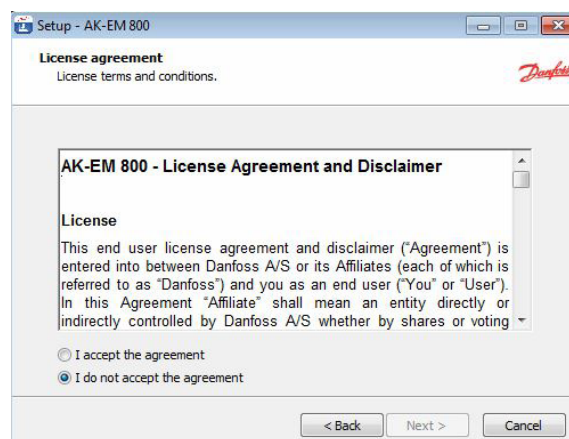 Setup - AK-EM 800
License agreement
License terms and conditions.
Danfoss
AK-EM 800 - License Agreement and Disclaimer
License
This end user license agreement and disclaimer (“Agreement”) is
entered into between Danfoss A/S or its Affiliates (each of which is
referred to as “Danfoss”) and you as an end user (“You” or “User”).
In this Agreement “Affiliate” shall mean an entity directly or
indirectly controlled by Danfoss A/S whether by shares or voting
I accept the agreement
I do not accept the agreement
< Back
Next >
Cancel